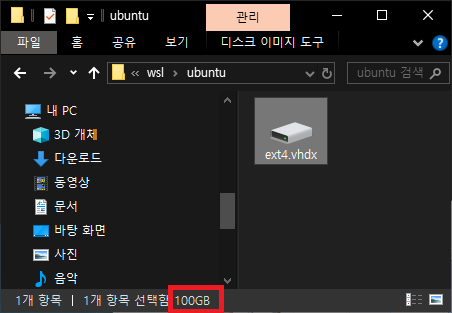 ubuntu
관리
파일
홈
공유
보기
디스크 이미지 도구
« wsl › ubuntu
ubuntu 검색
내 PC
3D 개체
다운로드
동영상
문서
바탕 화면
사진
음악
ext4.vhdx
1개 항목
1개 항목 선택함 100GB